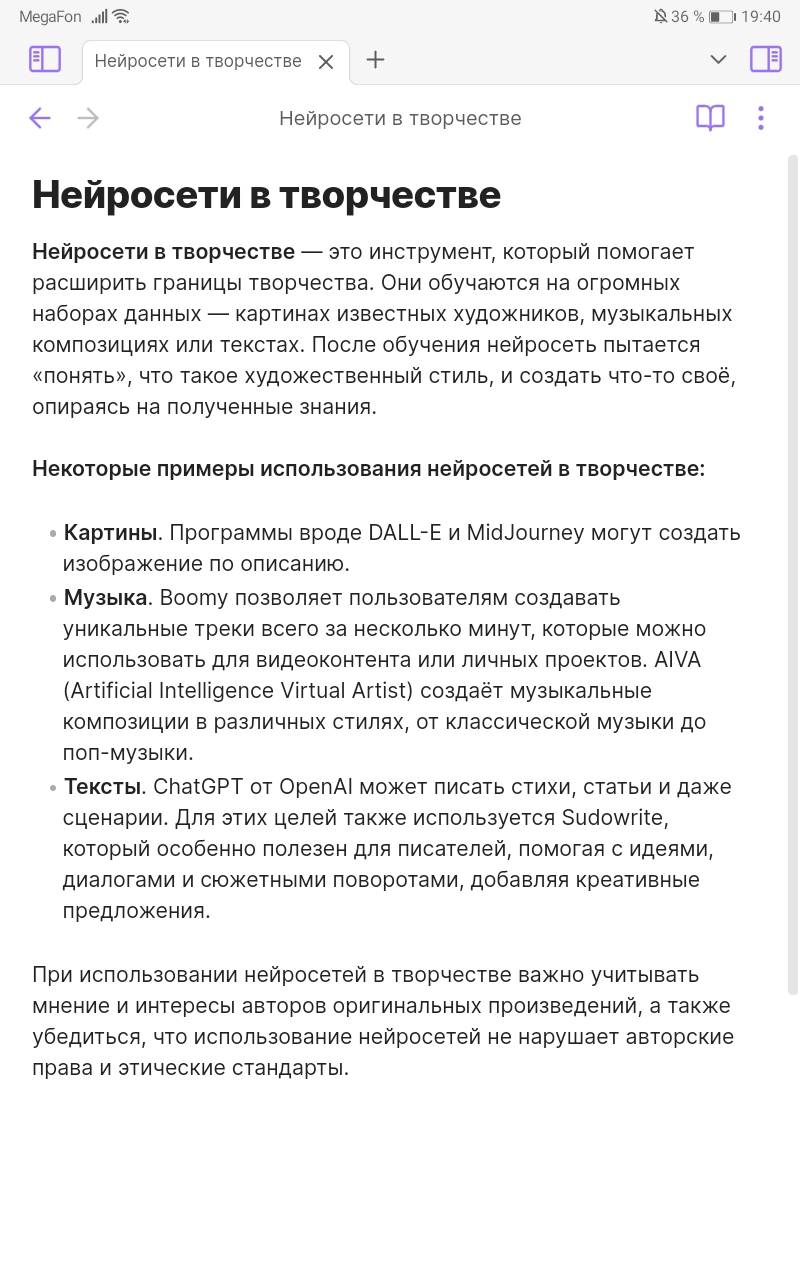 MegaFon 36 % 19:40
Нейросети в творчестве
Нейросети в творчестве
Нейросети в творчестве
Нейросети в творчестве — это инструмент, который помогает
расширить границы творчества. Они обучаются на огромных
наборах данных — картинах известных художников, музыкальных
композициях или текстах. После обучения нейросеть пытается
«понять», что такое художественный стиль, и создать что-то своё,
опираясь на полученные знания.
Некоторые примеры использования нейросетей в творчестве:
• Картины. Программы вроде DALL-E и MidJourney могут создать
изображение по описанию.
• Музыка. Boomy позволяет пользователям создавать
уникальные треки всего за несколько минут, которые можно
использовать для видеоконтента или личных проектов. AIVA
(Artificial Intelligence Virtual Artist) создаёт музыкальные
композиции в различных стилях, от классической музыки до
поп-музыки.
• Тексты. ChatGPT от OpenAI может писать стихи, статьи и даже
сценарии. Для этих целей также используется Sudowrite,
который особенно полезен для писателей, помогая с идеями,
диалогами и сюжетными поворотами, добавляя креативные
предложения.
При использовании нейросетей в творчестве важно учитывать
мнение и интересы авторов оригинальных произведений, а также
убедиться, что использование нейросетей не нарушает авторские
права и этические стандарты.